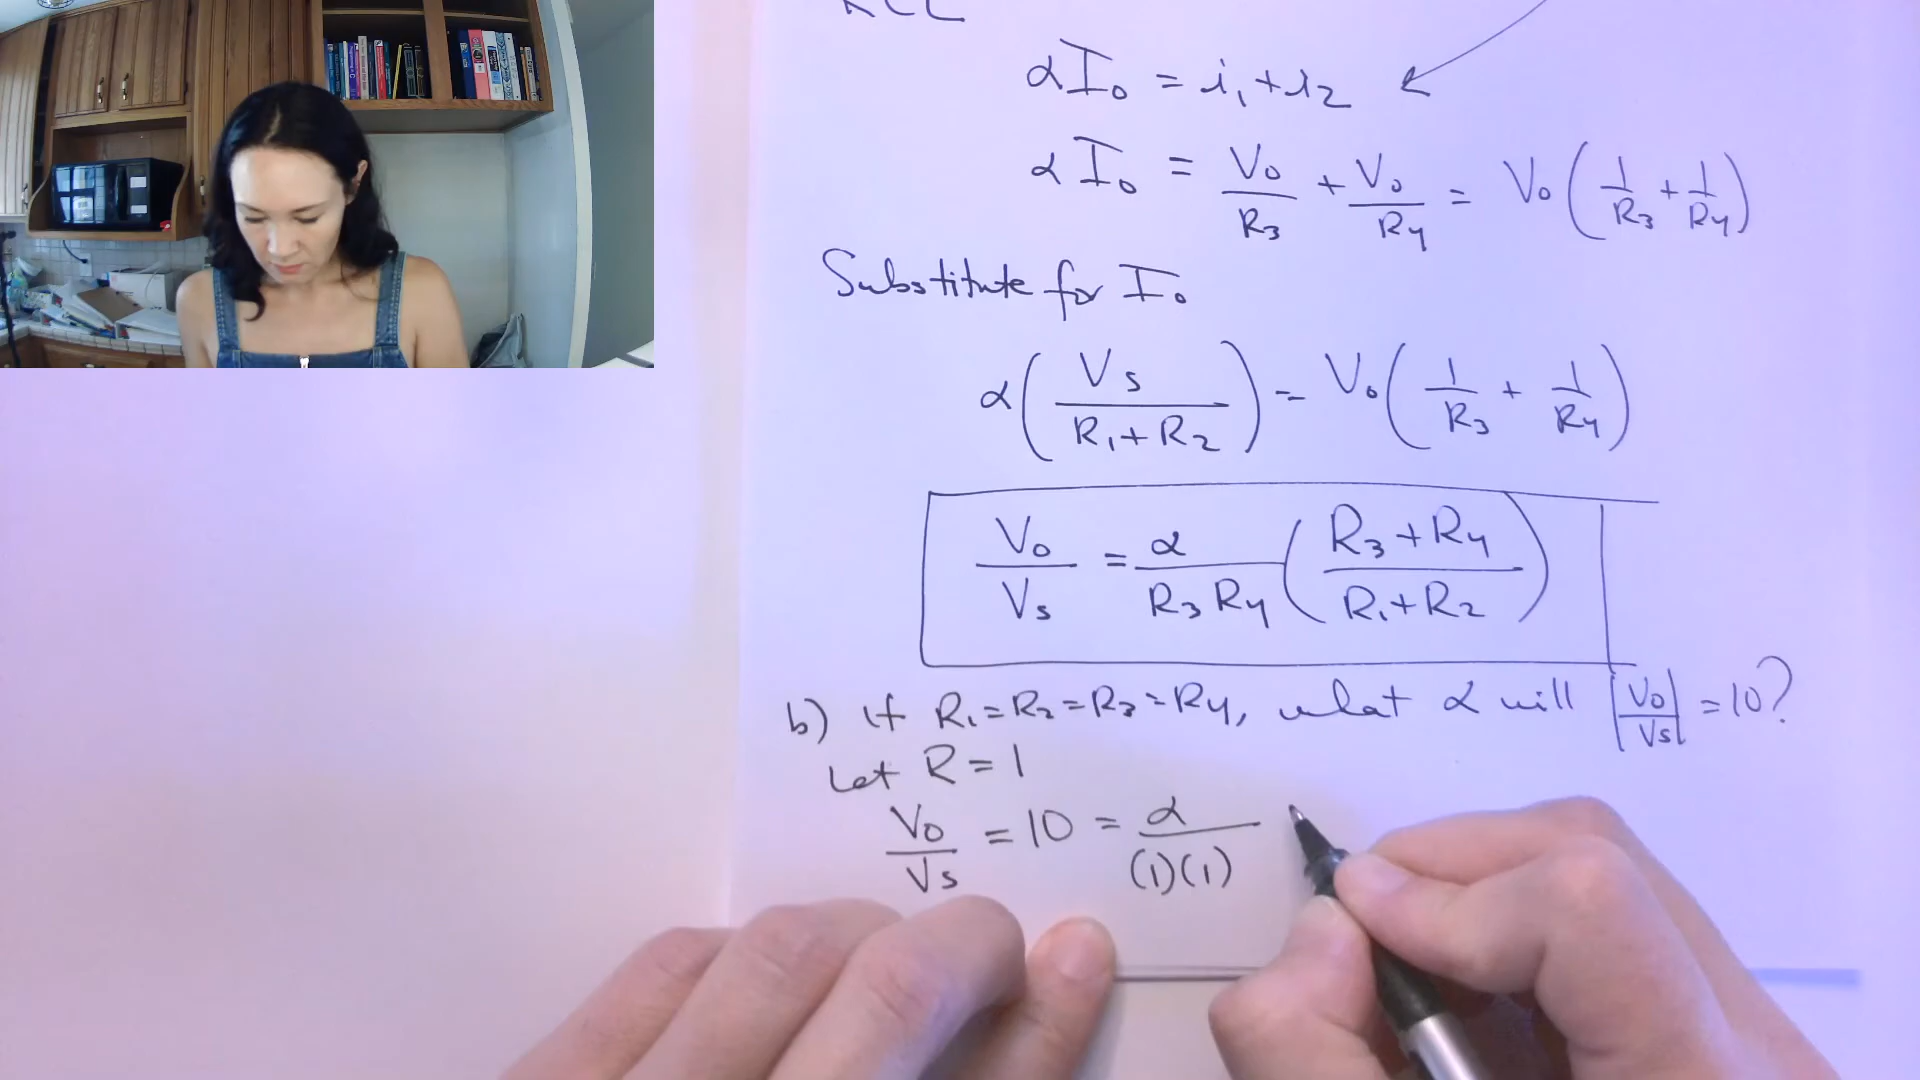 KCL
αI₀ = i₁ + i₂
αI₀ = V₀/R₃ + V₀/R₄ = V₀(1/R₃ + 1/R₄)
Substitute for I₀
α(Vs/(R₁+R₂)) = V₀(1/R₃ + 1/R₄)
V₀/Vs = α/(R₃R₄) ((R₃+R₄)/(R₁+R₂))
b) If R₁=R₂=R₃=R₄, what α will |V₀/Vs| = 10?
Let R = 1
V₀/Vs = 10 = α/((1)(1))